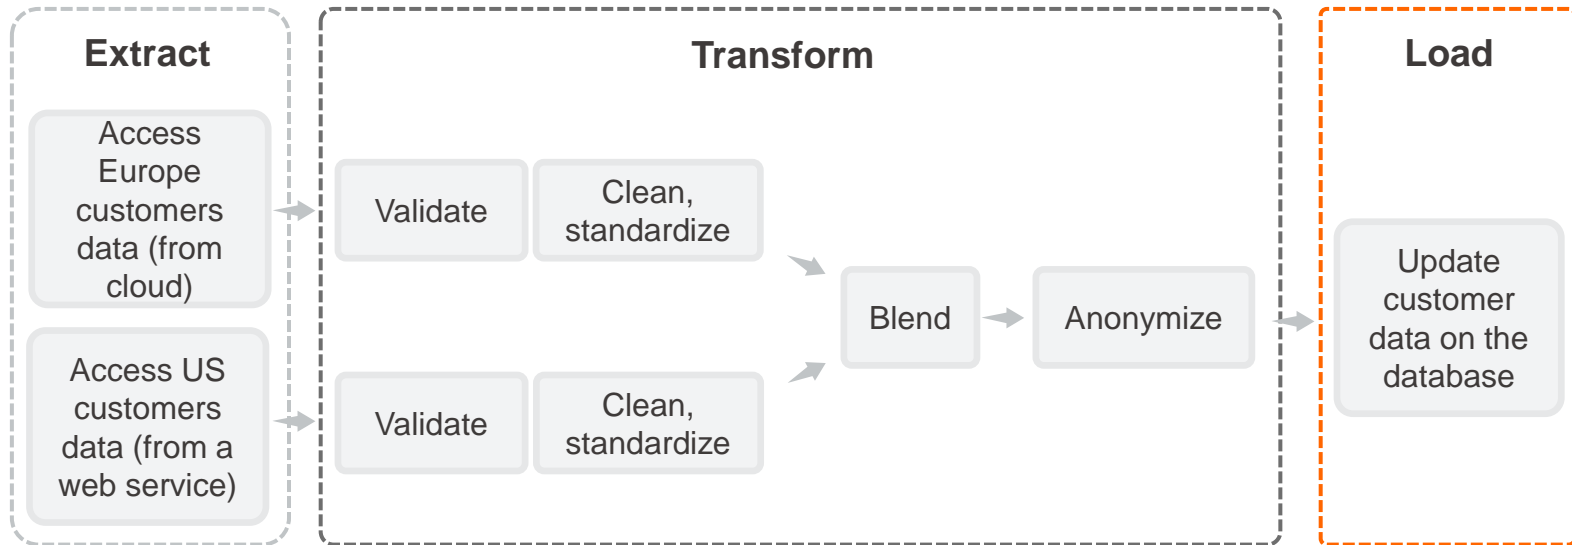 Extract
Access
Europe
customers
data (from
cloud)
Access US
customers
data (from a
web service)
Transform
Validate
Clean,
standardize
Validate
Clean,
standardize
Blend
Anonymize
Load
Update
customer
data on the
database